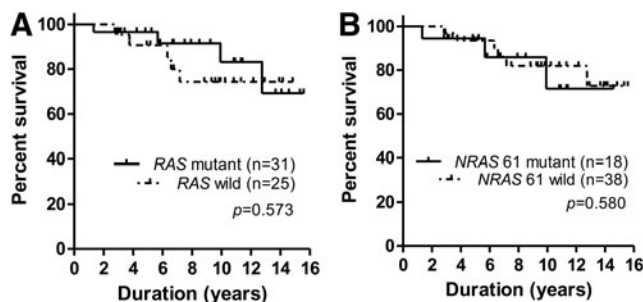 A
Percent survival
100
80
60
40
20
0
RAS mutant (n=31)
RAS wild (n=25)
p=0.573
0 2 4 6 8 10 12 14 16
Duration (years)
B
Percent survival
100
80
60
40
20
0
NRAS 61 mutant (n=18)
NRAS 61 wild (n=38)
p=0.580
0 2 4 6 8 10 12 14 16
Duration (years)